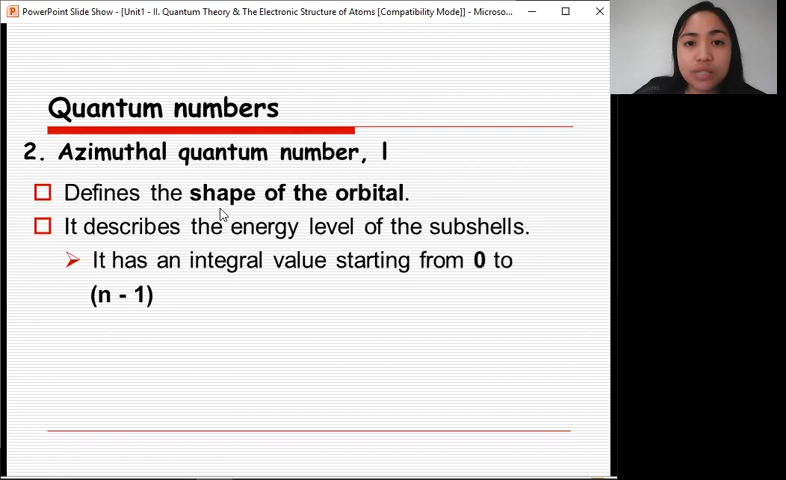 PowerPoint Slide Show - [Unit1 - II. Quantum Theory & The Electronic Structure of Atoms [Compatibility Mode]] - Microso...
Quantum numbers
2. Azimuthal quantum number, l
Defines the shape of the orbital.
It describes the energy level of the subshells.
It has an integral value starting from 0 to
(n - 1)